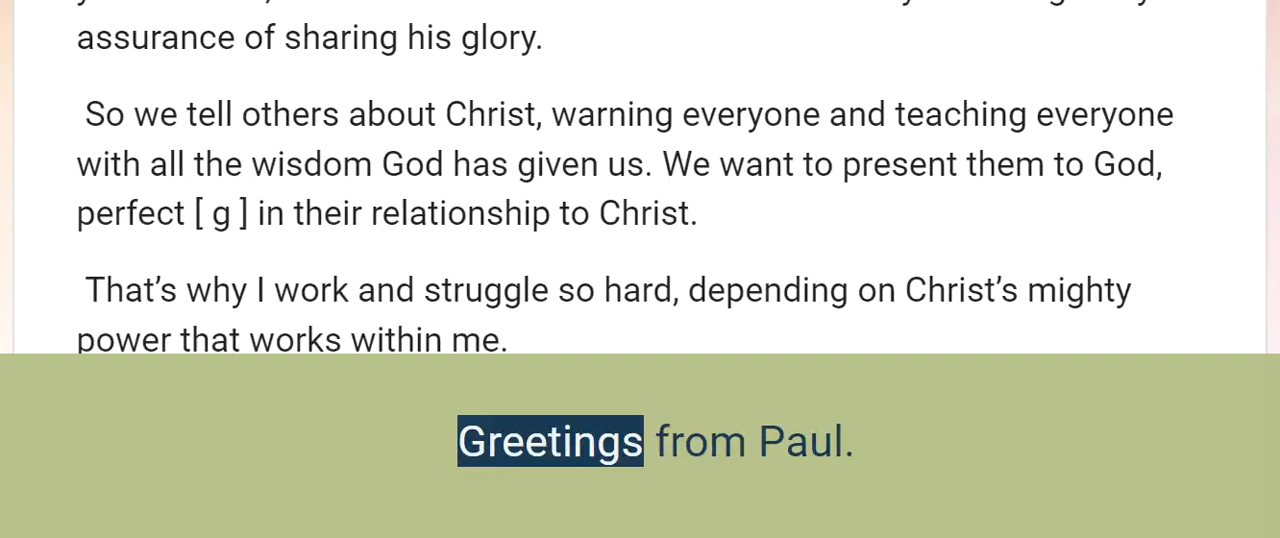 assurance of sharing his glory.
So we tell others about Christ, warning everyone and teaching everyone
with all the wisdom God has given us. We want to present them to God,
perfect [ g ] in their relationship to Christ.
That’s why I work and struggle so hard, depending on Christ’s mighty
power that works within me.
Greetings from Paul.